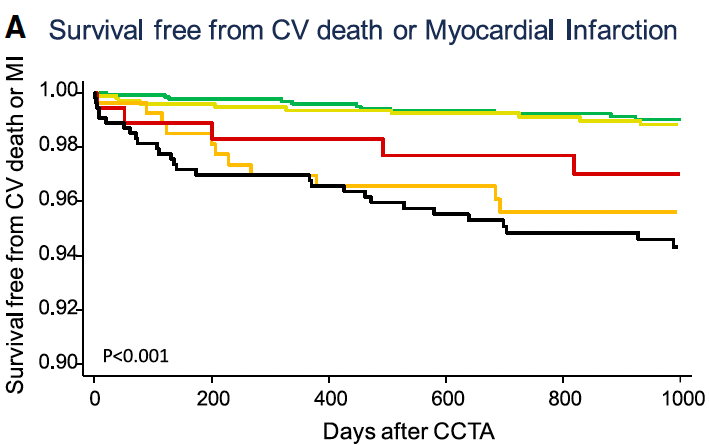 A Survival free from CV death or Myocardial Infarction
Survival free from CV death or MI
1.00
0.98
0.96
0.94
0.92
0.90
P<0.001
0 200 400 600 800 1000
Days after CCTA